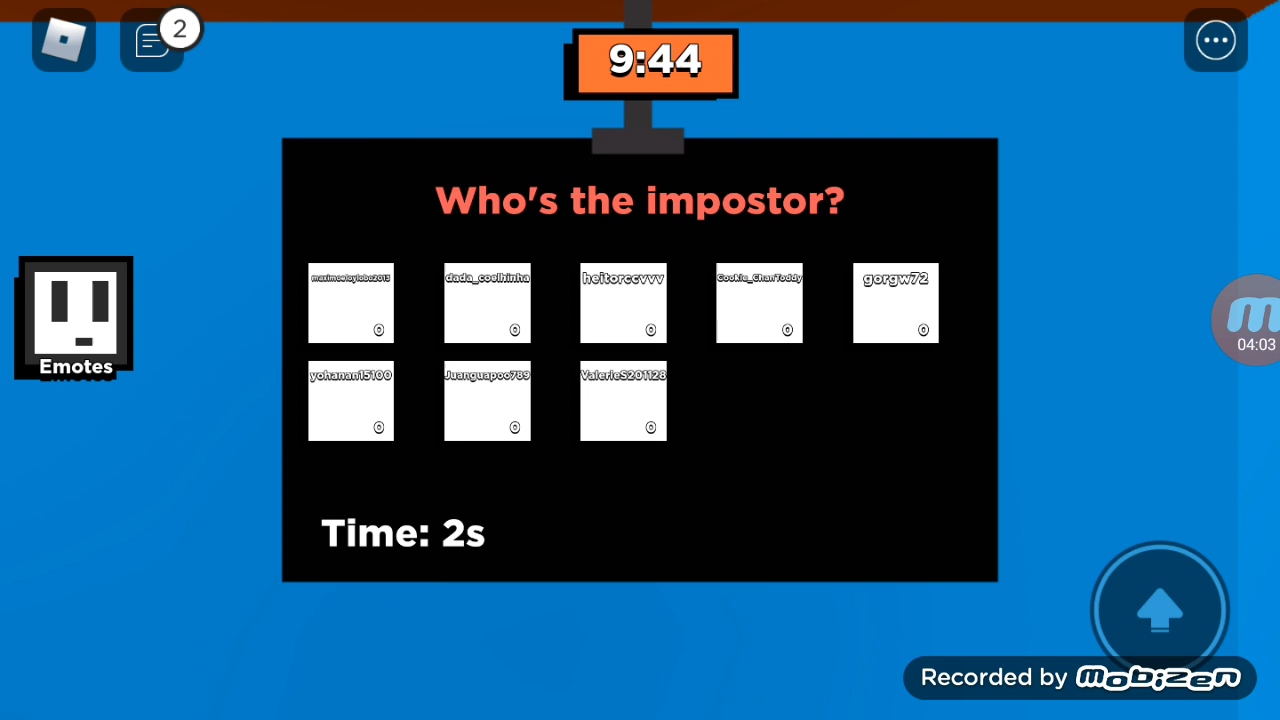 2
9:44
Who's the impostor?
dada_coelhinha
heitorccvvv
Cookie_ChanToddy
gorgw72
0
0
0
0
0
yohanan15100
Juanguapoo789
ValerieS201128
0
0
0
Emotes
04:03
Time: 2s
Recorded by Mobizen